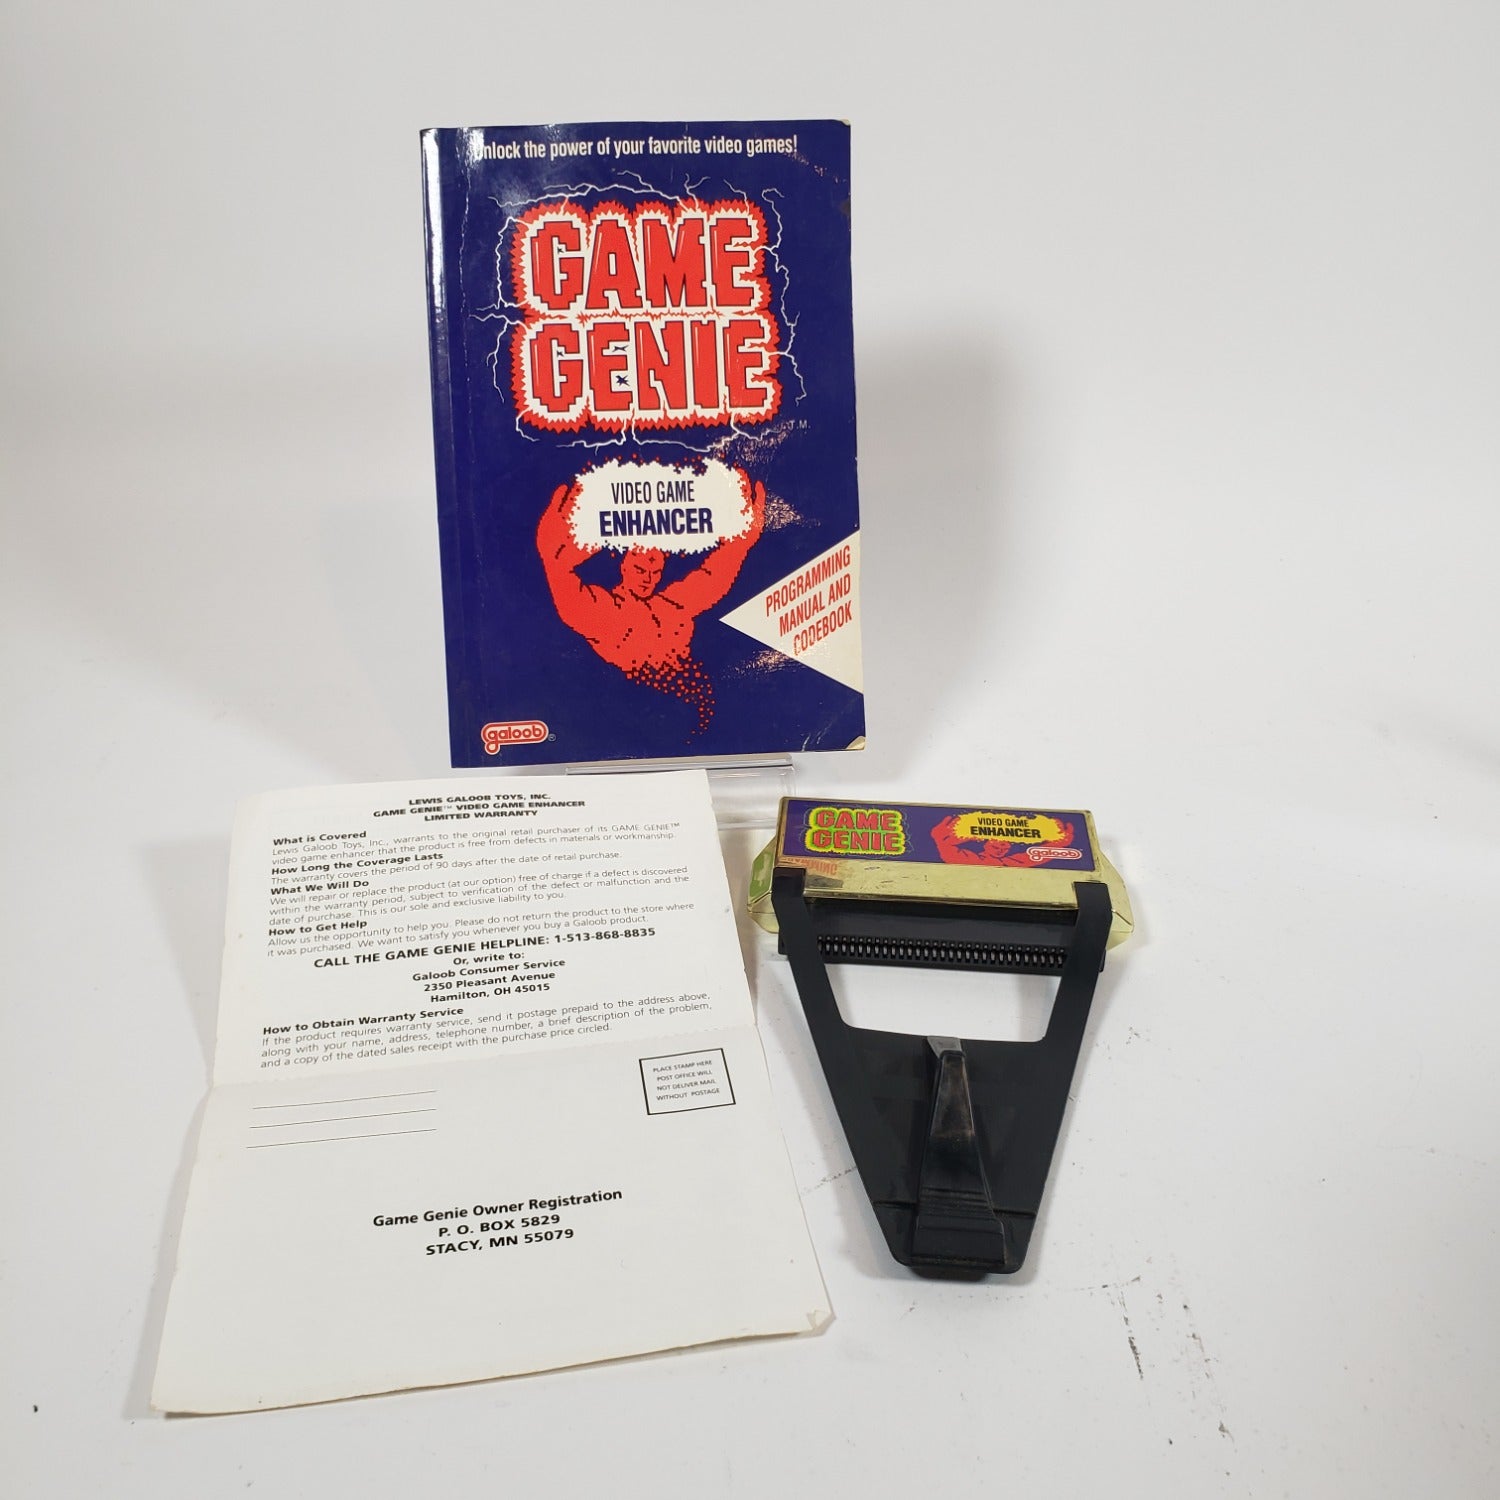 Unlock the power of your favorite video games!
GAME
GENIE
T.M.
VIDEO GAME
ENHANCER
PROGRAMMING
MANUAL AND
CODEBOOK
galoob®
LEWIS GALOOB TOYS, INC.
GAME GENIE™ VIDEO GAME ENHANCER
LIMITED WARRANTY
What is Covered
Lewis Galoob Toys, Inc., warrants to the original retail purchaser of its GAME GENIE™
video game enhancer that the product is free from defects in materials or workmanship.
How Long the Coverage Lasts
The warranty covers the period of 90 days after the date of retail purchase.
What We Will Do
We will repair or replace the product (at our option) free of charge if a defect is discovered
within the warranty period, subject to verification of the defect or malfunction and the
date of purchase. This is our sole and exclusive liability to you.
How to Get Help
Allow us the opportunity to help you. Please do not return the product to the store where
it was purchased. We want to satisfy you whenever you buy a Galoob product.
CALL THE GAME GENIE HELPLINE: 1-513-868-8835
Or, write to:
Galoob Consumer Service
2350 Pleasant Avenue
Hamilton, OH 45015
How to Obtain Warranty Service
If the product requires warranty service, send it postage prepaid to the address above,
along with your name, address, telephone number, a brief description of the problem,
and a copy of the dated sales receipt with the purchase price circled.
PLACE STAMP HERE
POST OFFICE WILL
NOT DELIVER MAIL
WITHOUT POSTAGE
Game Genie Owner Registration
P. O. BOX 5829
STACY, MN 55079
GAME
GENIE
VIDEO GAME
ENHANCER
galoob